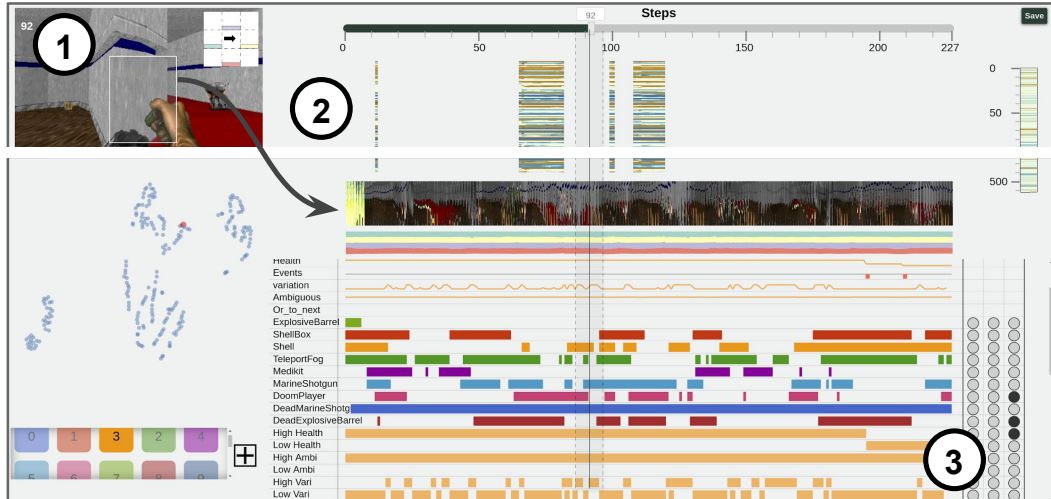 92
1
2
3
92
Steps
Save
0
50
100
150
200
227
0
50
500
Health
Events
variation
Ambiguous
Or_to_next
ExplosiveBarrel
ShellBox
Shell
TeleportFog
Medikit
MarineShotgun
DoomPlayer
DeadMarineShotg
DeadExplosiveBarrel
High Health
Low Health
High Ambi
Low Ambi
High Vari
Low Vari
0 1 3 2 4
5 6 7 8 9